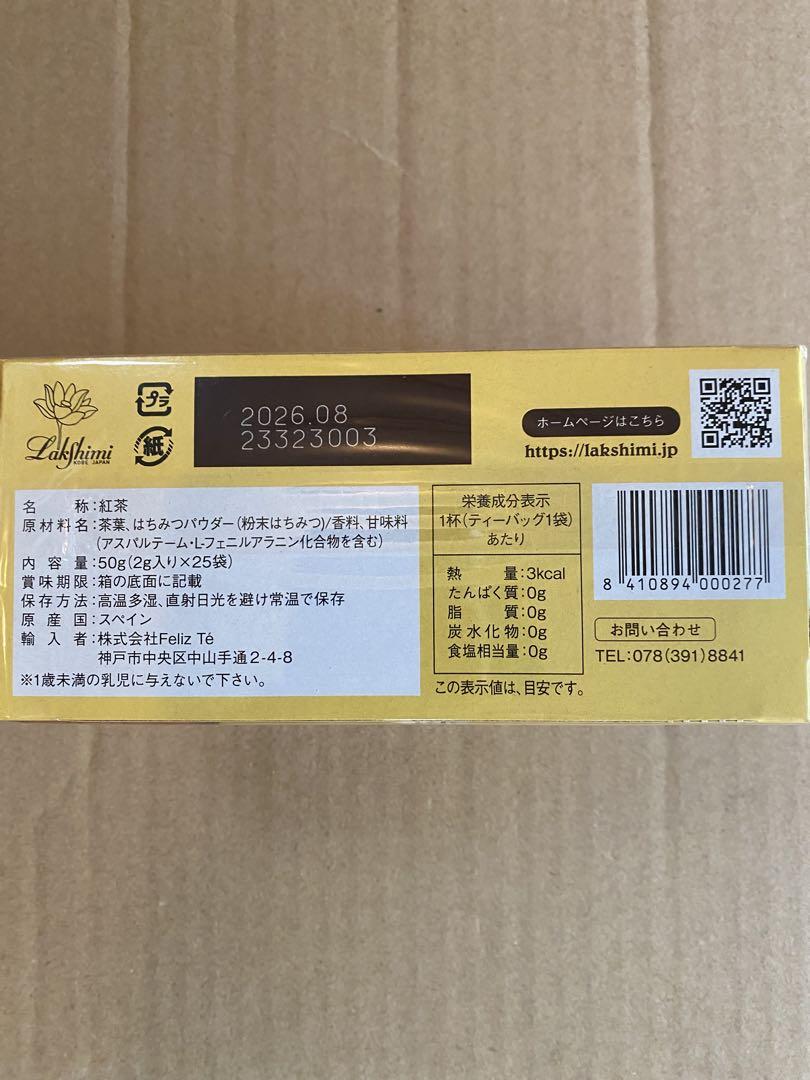 Lakshimi
KOBE JAPAN
プラ
紙
2026.08
23323003
ホームページはこちら
https://lakshimi.jp
名　　称:紅茶
原材料名:茶葉、はちみつパウダー(粉末はちみつ)/香料、甘味料
(アスパルテーム・L-フェニルアラニン化合物を含む)
内 容 量:50g(2g入り×25袋)
賞味期限:箱の底面に記載
保存方法:高温多湿、直射日光を避け常温で保存
原 産 国:スペイン
輸 入 者:株式会社Feliz Té
神戸市中央区中山手通2-4-8
※1歳未満の乳児に与えないで下さい。
栄養成分表示
1杯(ティーバッグ1袋)
あたり
熱　　量:3kcal
たんぱく質:0g
脂　　質:0g
炭水化物:0g
食塩相当量:0g
この表示値は、目安です。
8 410894 000277
お問い合わせ
TEL:078(391)8841